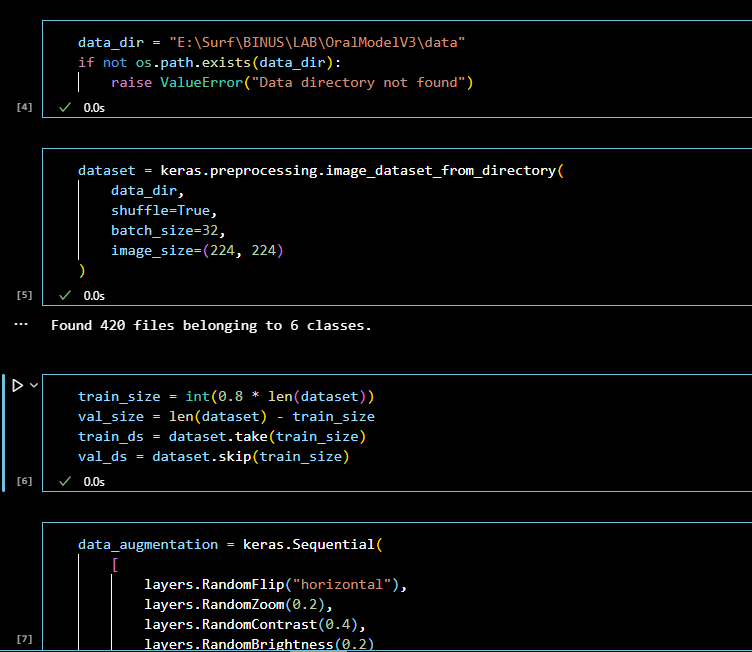 data_dir = "E:\Surf\BINUS\LAB\OralModelV3\data"
if not os.path.exists(data_dir):
    raise ValueError("Data directory not found")
[4]
0.0s
dataset = keras.preprocessing.image_dataset_from_directory(
    data_dir,
    shuffle=True,
    batch_size=32,
    image_size=(224, 224)
)
[5]
0.0s
... Found 420 files belonging to 6 classes.
train_size = int(0.8 * len(dataset))
val_size = len(dataset) - train_size
train_ds = dataset.take(train_size)
val_ds = dataset.skip(train_size)
[6]
0.0s
data_augmentation = keras.Sequential(
    [
        layers.RandomFlip("horizontal"),
        layers.RandomZoom(0.2),
        layers.RandomContrast(0.4),
        layers.RandomBrightness(0.2)
[7]